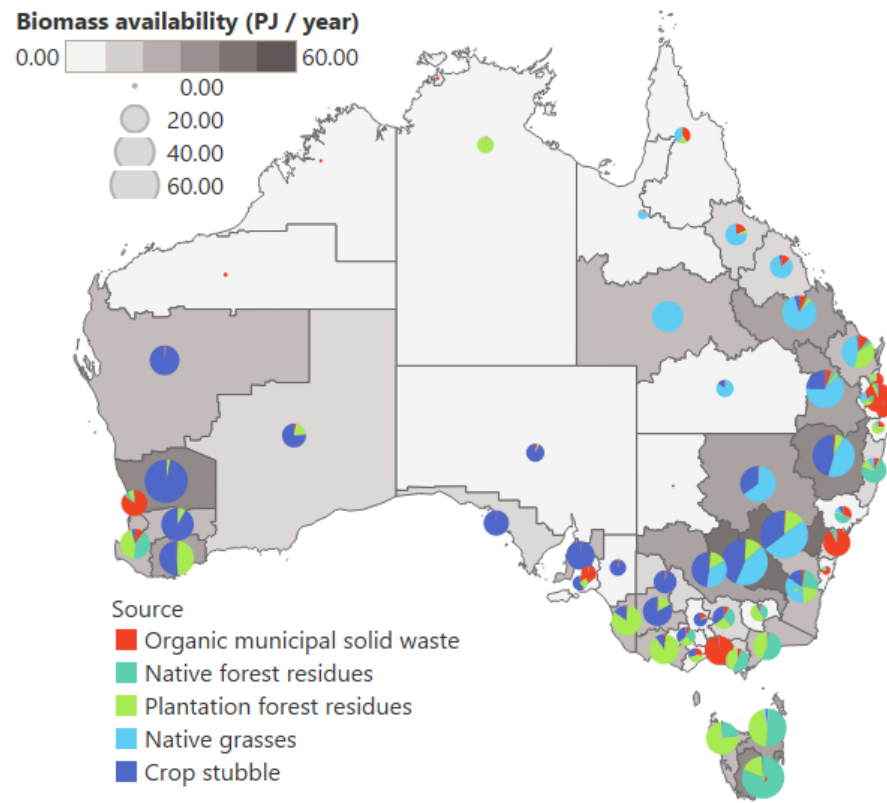 Biomass availability (PJ / year)
0.00 60.00
0.00
20.00
40.00
60.00
Source
Organic municipal solid waste
Native forest residues
Plantation forest residues
Native grasses
Crop stubble